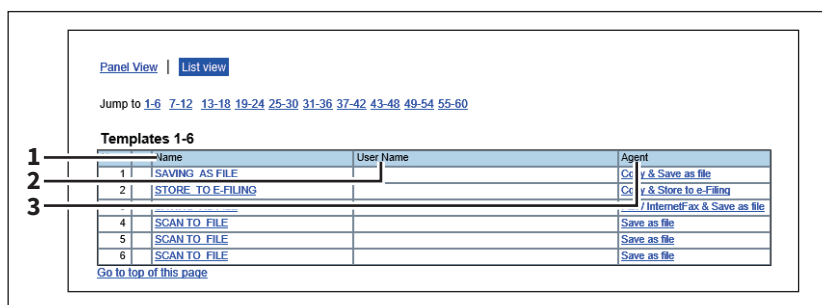 Panel View | List view
Jump to 1-6 7-12 13-18 19-24 25-30 31-36 37-42 43-48 49-54 55-60
Templates 1-6
1 Name User Name Agent
1 SAVING AS FILE Copy & Save as file
2
2 STORE TO E-FILING Copy & Store to e-Filing
3 / InternetFax & Save as file
4 SCAN TO FILE Save as file
5 SCAN TO FILE Save as file
6 SCAN TO FILE Save as file
Go to top of this page